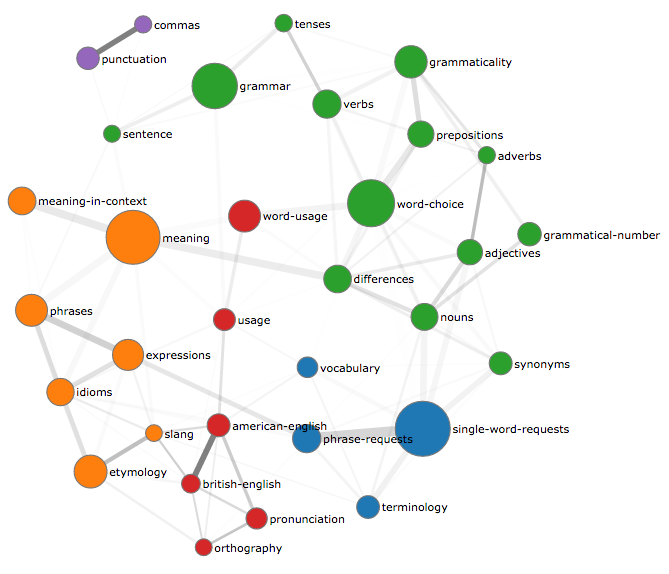 commas
tenses
punctuation
grammaticality
grammar
verbs
sentence
prepositions
adverbs
meaning-in-context
word-usage
word-choice
meaning
grammatical-number
adjectives
differences
phrases
usage
nouns
expressions
vocabulary
synonyms
idioms
american-english
slang
phrase-requests
single-word-requests
etymology
british-english
terminology
pronunciation
orthography